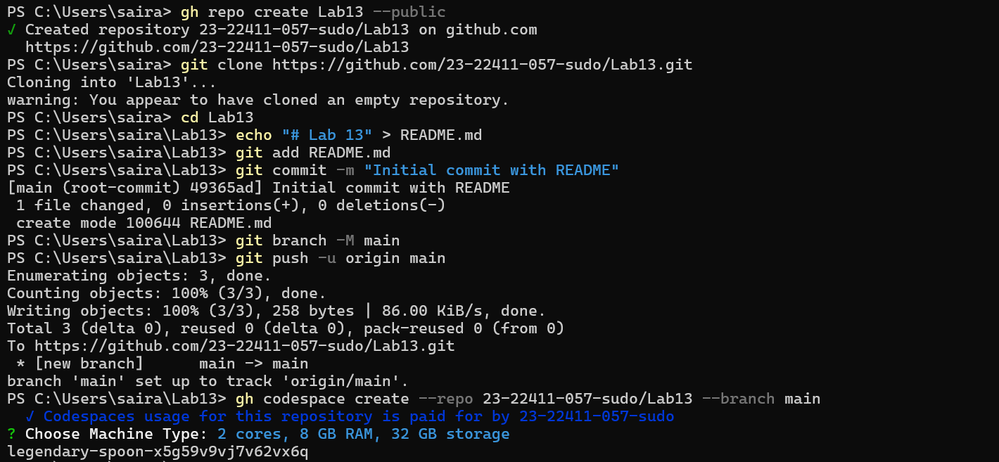 PS C:\Users\saira> gh repo create Lab13 --public
✓ Created repository 23-22411-057-sudo/Lab13 on github.com
  https://github.com/23-22411-057-sudo/Lab13
PS C:\Users\saira> git clone https://github.com/23-22411-057-sudo/Lab13.git
Cloning into 'Lab13'...
warning: You appear to have cloned an empty repository.
PS C:\Users\saira> cd Lab13
PS C:\Users\saira\Lab13> echo "# Lab 13" > README.md
PS C:\Users\saira\Lab13> git add README.md
PS C:\Users\saira\Lab13> git commit -m "Initial commit with README"
[main (root-commit) 49365ad] Initial commit with README
 1 file changed, 0 insertions(+), 0 deletions(-)
 create mode 100644 README.md
PS C:\Users\saira\Lab13> git branch -M main
PS C:\Users\saira\Lab13> git push -u origin main
Enumerating objects: 3, done.
Counting objects: 100% (3/3), done.
Writing objects: 100% (3/3), 258 bytes | 86.00 KiB/s, done.
Total 3 (delta 0), reused 0 (delta 0), pack-reused 0 (from 0)
To https://github.com/23-22411-057-sudo/Lab13.git
 * [new branch]      main -> main
branch 'main' set up to track 'origin/main'.
PS C:\Users\saira\Lab13> gh codespace create --repo 23-22411-057-sudo/Lab13 --branch main
  ✓ Codespaces usage for this repository is paid for by 23-22411-057-sudo
? Choose Machine Type: 2 cores, 8 GB RAM, 32 GB storage
legendary-spoon-x5g59v9vj7v62vx6q